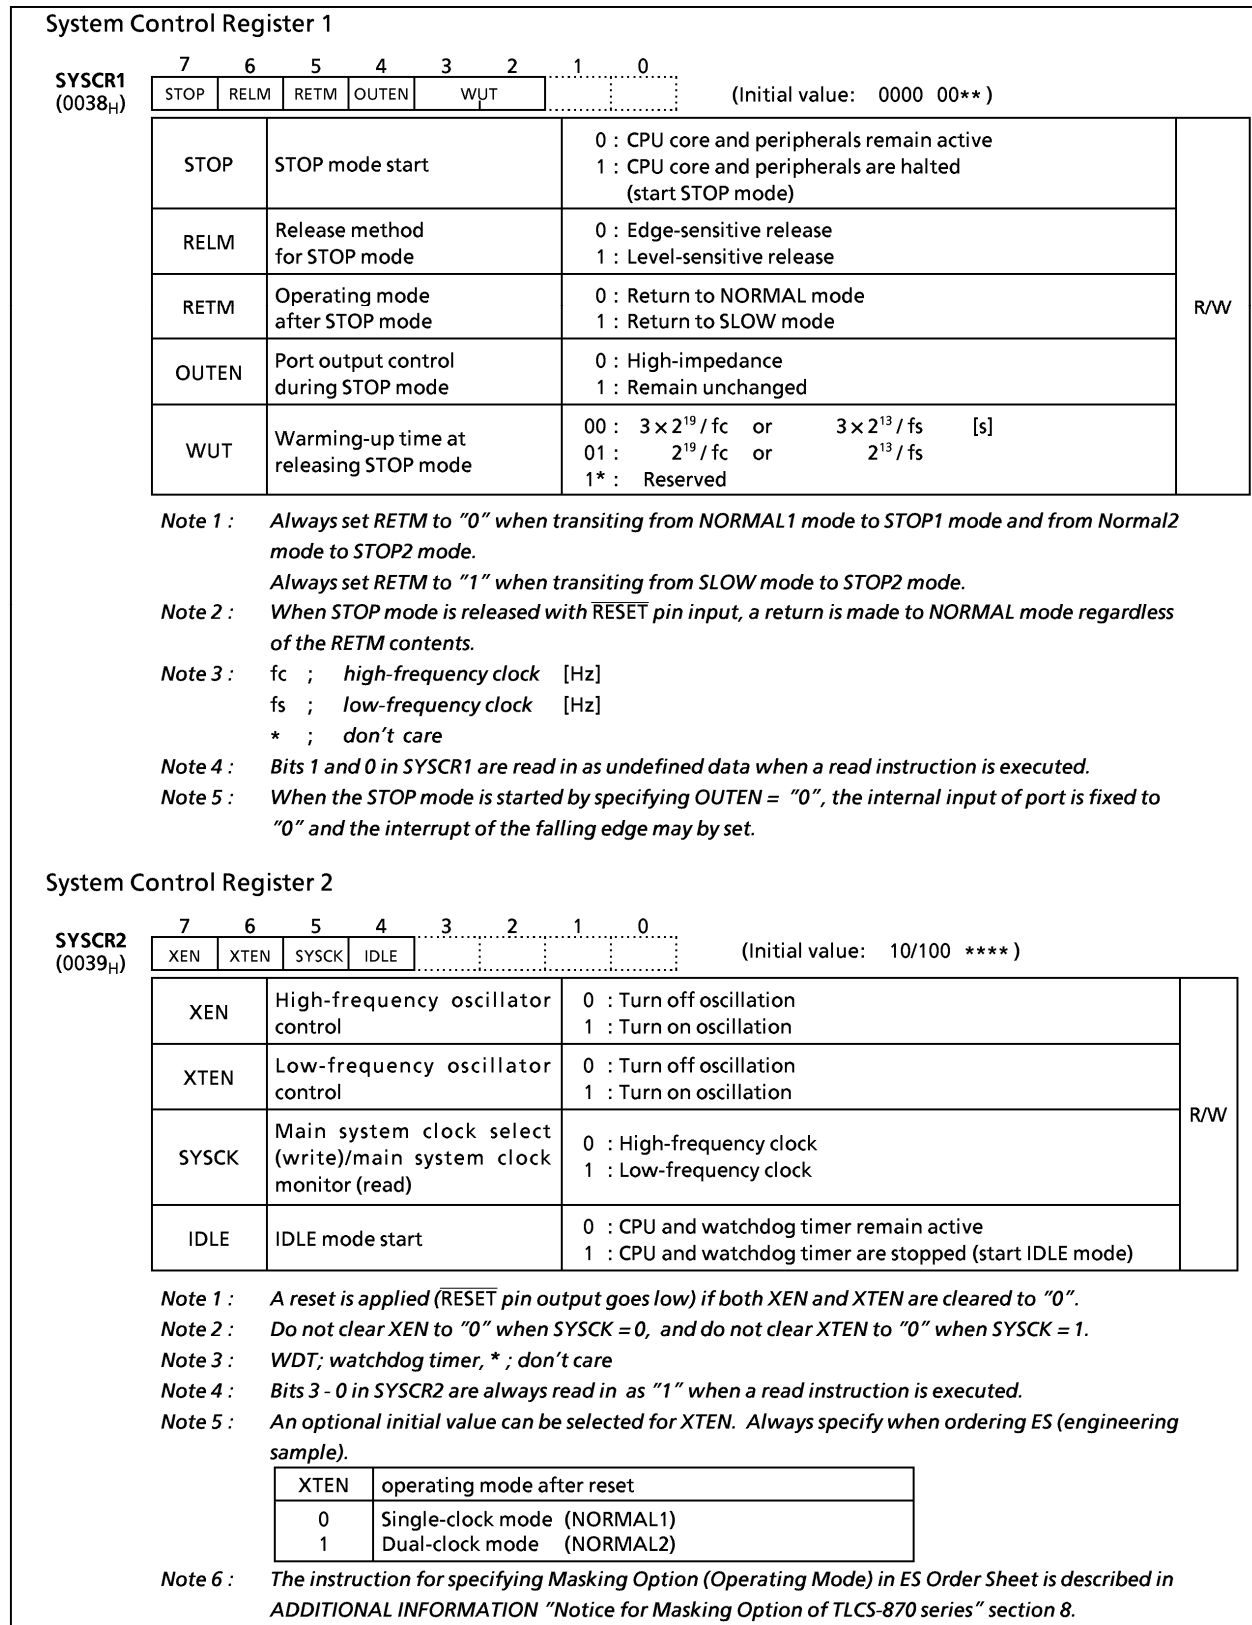 System Control Register 1
7 6 5 4 3 2 1 0
SYSCR1 STOP RELM RETM OUTEN WUT (Initial value: 0000 00**)
(0038H)
STOP STOP mode start 0 : CPU core and peripherals remain active
1 : CPU core and peripherals are halted
(start STOP mode)
RELM Release method for STOP mode 0 : Edge-sensitive release
1 : Level-sensitive release
RETM Operating mode after STOP mode 0 : Return to NORMAL mode
1 : Return to SLOW mode
R/W
OUTEN Port output control during STOP mode 0 : High-impedance
1 : Remain unchanged
WUT Warming-up time at releasing STOP mode 00 : 3 × 2¹⁹ / fc or 3 × 2¹³ / fs [s]
01 : 2¹⁹ / fc or 2¹³ / fs
1* : Reserved
Note 1 : Always set RETM to "0" when transiting from NORMAL1 mode to STOP1 mode and from Normal2
mode to STOP2 mode.
Always set RETM to "1" when transiting from SLOW mode to STOP2 mode.
Note 2 : When STOP mode is released with RESET pin input, a return is made to NORMAL mode regardless
of the RETM contents.
Note 3 : fc ; high-frequency clock [Hz]
fs ; low-frequency clock [Hz]
* ; don't care
Note 4 : Bits 1 and 0 in SYSCR1 are read in as undefined data when a read instruction is executed.
Note 5 : When the STOP mode is started by specifying OUTEN = "0", the internal input of port is fixed to
"0" and the interrupt of the falling edge may by set.
System Control Register 2
7 6 5 4 3 2 1 0
SYSCR2 XEN XTEN SYSCK IDLE (Initial value: 10/100 ****)
(0039H)
XEN High-frequency oscillator control 0 : Turn off oscillation
1 : Turn on oscillation
XTEN Low-frequency oscillator control 0 : Turn off oscillation
1 : Turn on oscillation
R/W
SYSCK Main system clock select (write)/main system clock monitor (read) 0 : High-frequency clock
1 : Low-frequency clock
IDLE IDLE mode start 0 : CPU and watchdog timer remain active
1 : CPU and watchdog timer are stopped (start IDLE mode)
Note 1 : A reset is applied (RESET pin output goes low) if both XEN and XTEN are cleared to "0".
Note 2 : Do not clear XEN to "0" when SYSCK = 0, and do not clear XTEN to "0" when SYSCK = 1.
Note 3 : WDT; watchdog timer, * ; don't care
Note 4 : Bits 3 - 0 in SYSCR2 are always read in as "1" when a read instruction is executed.
Note 5 : An optional initial value can be selected for XTEN. Always specify when ordering ES (engineering
sample).
XTEN operating mode after reset
0 Single-clock mode (NORMAL1)
1 Dual-clock mode (NORMAL2)
Note 6 : The instruction for specifying Masking Option (Operating Mode) in ES Order Sheet is described in
ADDITIONAL INFORMATION "Notice for Masking Option of TLCS-870 series" section 8.